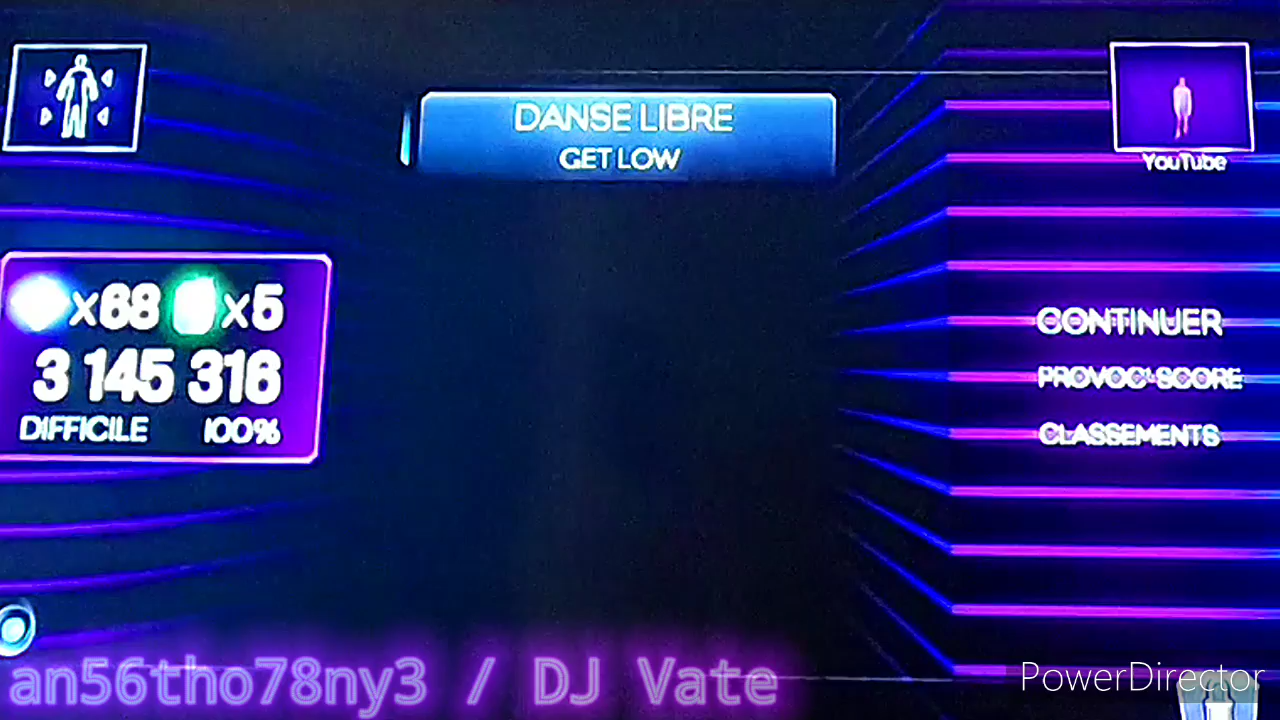 DANSE LIBRE
GET LOW
YouTube
x68 x5
3 145 316
DIFFICILE 100%
CONTINUER
PROVOC' SCORE
CLASSEMENTS
an56tho78ny3 / DJ Vate
PowerDirector